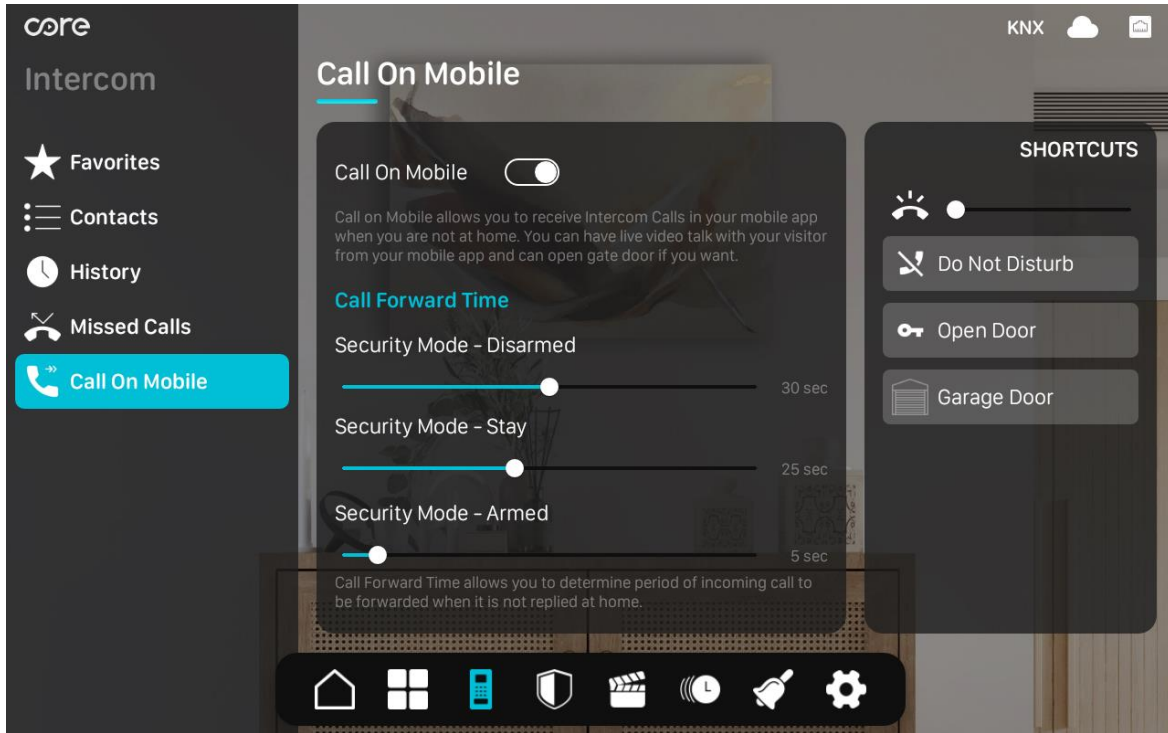 core
KNX
Intercom
Favorites
Contacts
History
Missed Calls
Call On Mobile
Call On Mobile
Call On Mobile
Call on Mobile allows you to receive Intercom Calls in your mobile app
when you are not at home. You can have live video talk with your visitor
from your mobile app and can open gate door if you want.
Call Forward Time
Security Mode - Disarmed
30 sec
Security Mode - Stay
25 sec
Security Mode - Armed
5 sec
Call Forward Time allows you to determine period of incoming call to
be forwarded when it is not replied at home.
SHORTCUTS
Do Not Disturb
Open Door
Garage Door